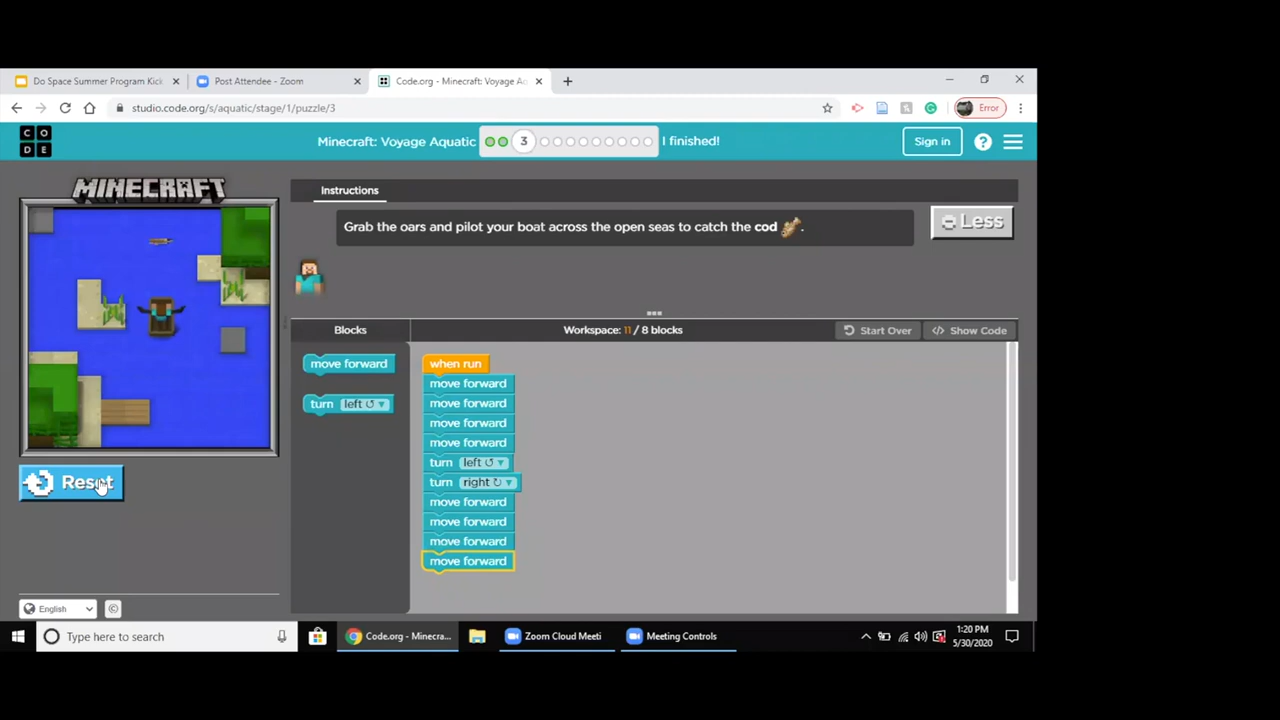 Do Space Summer Program Kick
Post Attendee - Zoom
Code.org - Minecraft: Voyage Aq
studio.code.org/s/aquatic/stage/1/puzzle/3
Error
C O
D E
Minecraft: Voyage Aquatic
3
I finished!
Sign in
?
MINECRAFT
Instructions
Grab the oars and pilot your boat across the open seas to catch the cod .
Less
Blocks
Workspace: 11 / 8 blocks
Start Over
</> Show Code
move forward
turn left
when run
move forward
move forward
move forward
move forward
turn left
turn right
move forward
move forward
move forward
move forward
Reset
English
©
Type here to search
Code.org - Minecra...
Zoom Cloud Meeti
Meeting Controls
1:20 PM
5/30/2020